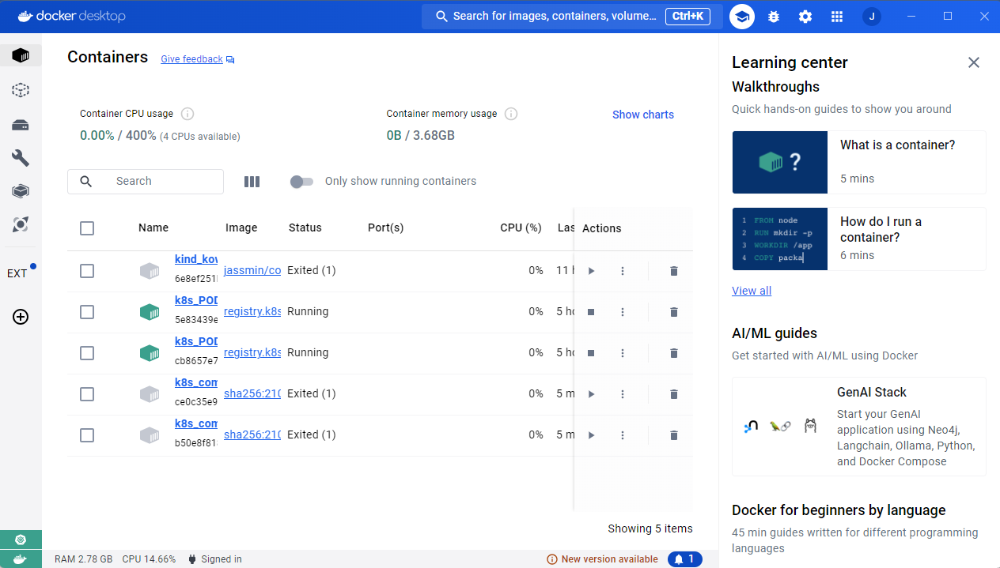 docker desktop
Search for images, containers, volume... Ctrl+K
J
Containers Give feedback
Container CPU usage
0.00% / 400% (4 CPUs available)
Container memory usage
0B / 3.68GB
Show charts
Search
Only show running containers
Name Image Status Port(s) CPU (%) Las Actions
kind_kov
6e8ef251 jassmin/co Exited (1) 0% 11 h
k8s_POD
5e83439e registry.k8s Running 0% 5 ho
k8s_POD
cb8657e7 registry.k8s Running 0% 5 ho
k8s_com
ce0c35e9 sha256:210 Exited (1) 0% 5 m
k8s_com
b50e8f81 sha256:210 Exited (1) 0% 5 m
Showing 5 items
EXT
Learning center
Walkthroughs
Quick hands-on guides to show you around
?
What is a container?
5 mins
1 FROM node
2 RUN mkdir -p
3 WORKDIR /app
4 COPY packa
How do I run a
container?
6 mins
View all
AI/ML guides
Get started with AI/ML using Docker
GenAI Stack
Start your GenAI
application using Neo4j,
Langchain, Ollama, Python,
and Docker Compose
Docker for beginners by language
45 min guides written for different programming
languages
RAM 2.78 GB CPU 14.66% Signed in
New version available 1